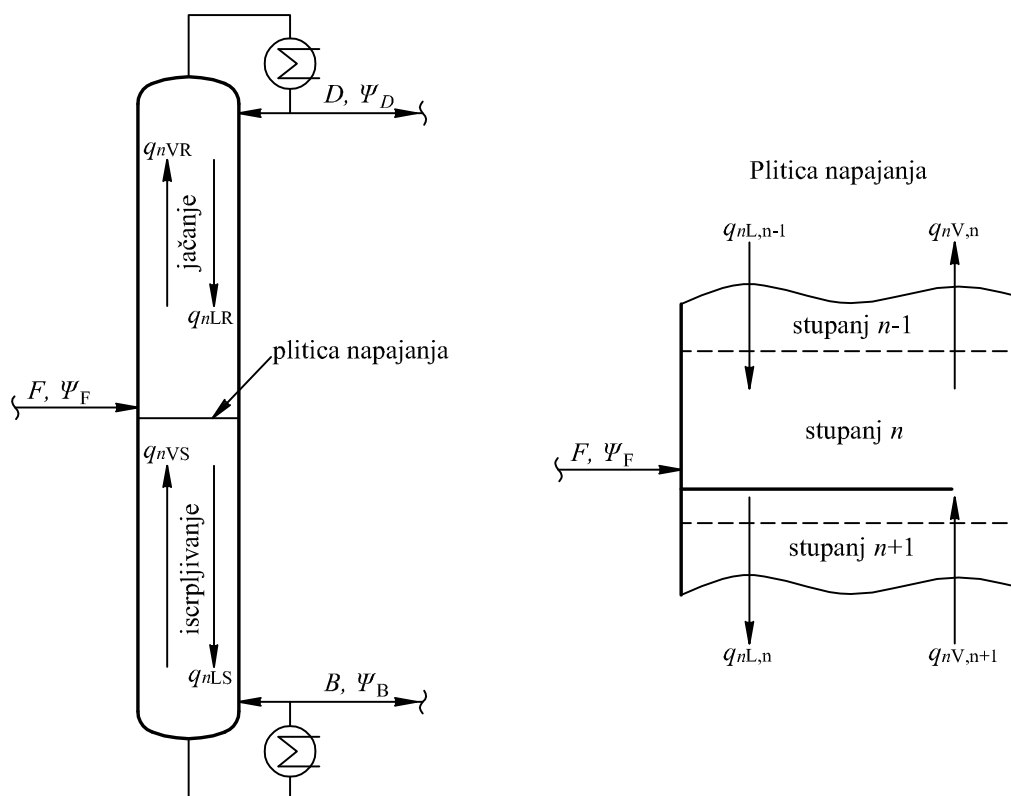 D, Ψ_D
q_nVR
jačanje
q_nLR
plitica napajanja
F, Ψ_F
q_nVS
iscrpljivanje
q_nLS
B, Ψ_B
Plitica napajanja
q_nL,n-1
q_nV,n
stupanj n-1
stupanj n
F, Ψ_F
stupanj n+1
q_nL,n
q_nV,n+1